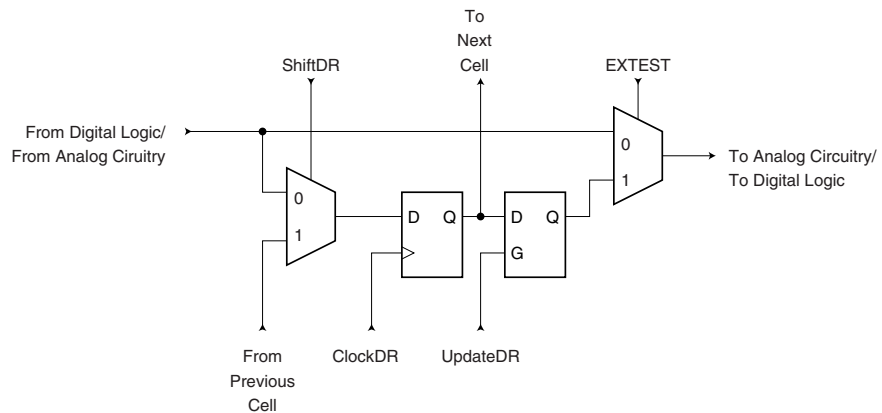 To
Next
Cell
ShiftDR
EXTEST
From Digital Logic/
From Analog Ciruitry
0
1
To Analog Circuitry/
To Digital Logic
0
1
D Q
D Q
G
From
Previous
Cell
ClockDR
UpdateDR